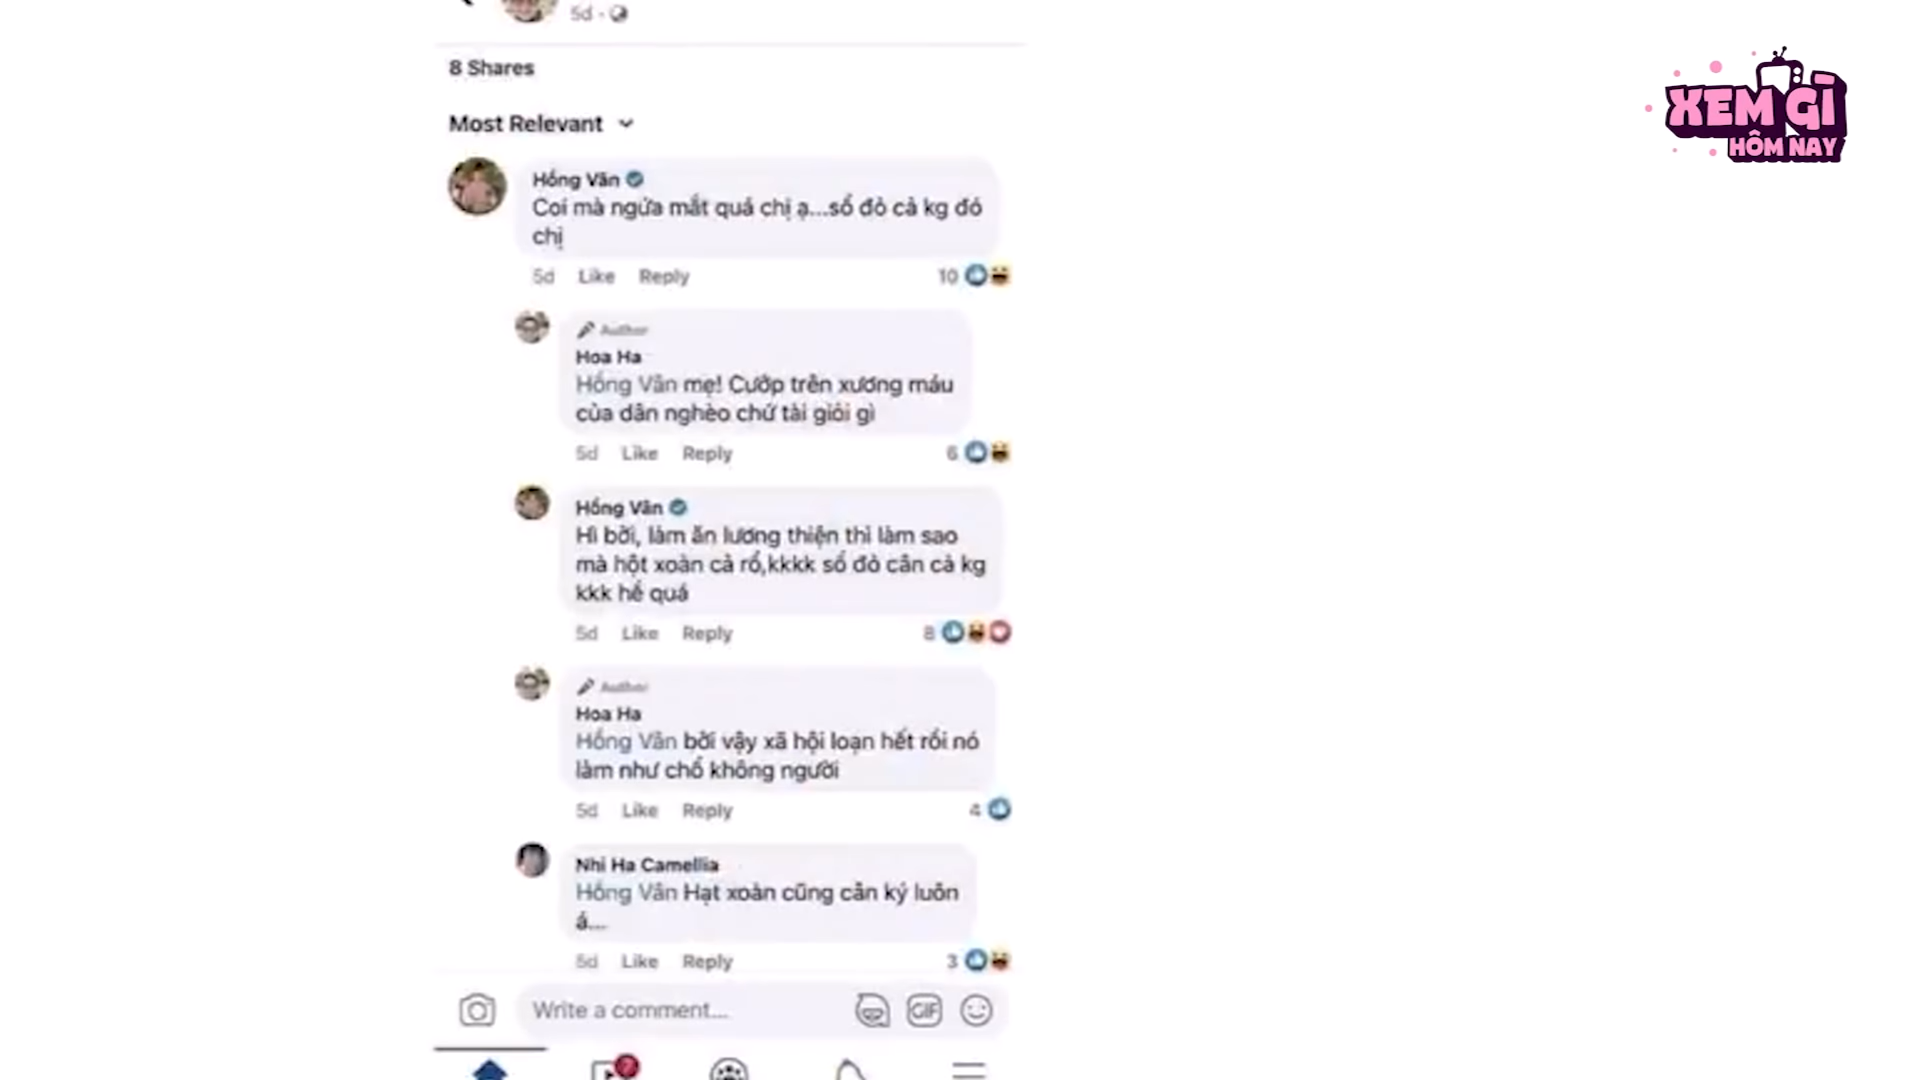 5d
8 Shares
Most Relevant
XEM GÌ
HÔM NAY
Hồng Vân
Coi mà ngứa mắt quá chị ạ...sổ đỏ cả kg đó
chị
5d Like Reply 10
Author
Hoa Ha
Hồng Vân mẹ! Cướp trên xương máu
của dân nghèo chứ tài giỏi gì
5d Like Reply 6
Hồng Vân
Hì bởi, làm ăn lương thiện thì làm sao
mà hột xoàn cả rổ,kkkk sổ đỏ cân cả kg
kkk hề quá
5d Like Reply 8
Author
Hoa Ha
Hồng Vân bởi vậy xã hội loạn hết rồi nó
làm như chổ không người
5d Like Reply 4
Nhi Ha Camellia
Hồng Vân Hạt xoàn cũng cân ký luôn
á...
5d Like Reply 3
Write a comment...
GIF
7